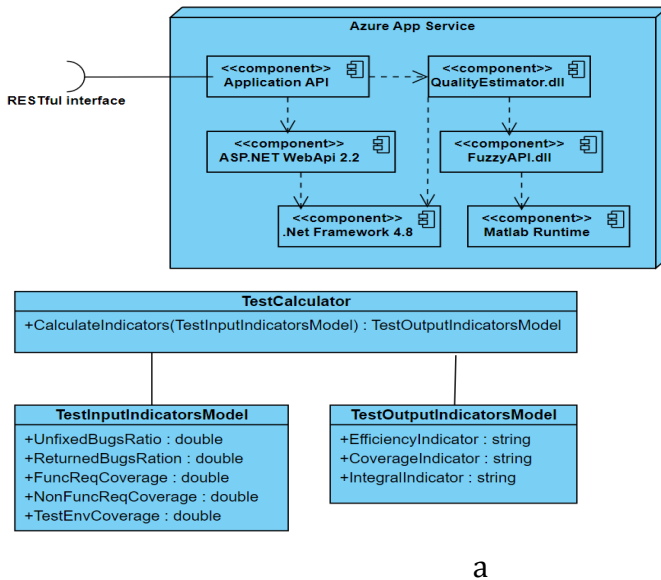 Azure App Service
<<component>>
Application API
<<component>>
QualityEstimator.dll
RESTful interface
<<component>>
ASP.NET WebApi 2.2
<<component>>
FuzzyAPI.dll
<<component>>
.Net Framework 4.8
<<component>>
Matlab Runtime
TestCalculator
+CalculateIndicators(TestInputIndicatorsModel) : TestOutputIndicatorsModel
TestInputIndicatorsModel
+UnfixedBugsRatio : double
+ReturnedBugsRation : double
+FuncReqCoverage : double
+NonFuncReqCoverage : double
+TestEnvCoverage : double
TestOutputIndicatorsModel
+EfficiencyIndicator : string
+CoverageIndicator : string
+IntegralIndicator : string
a